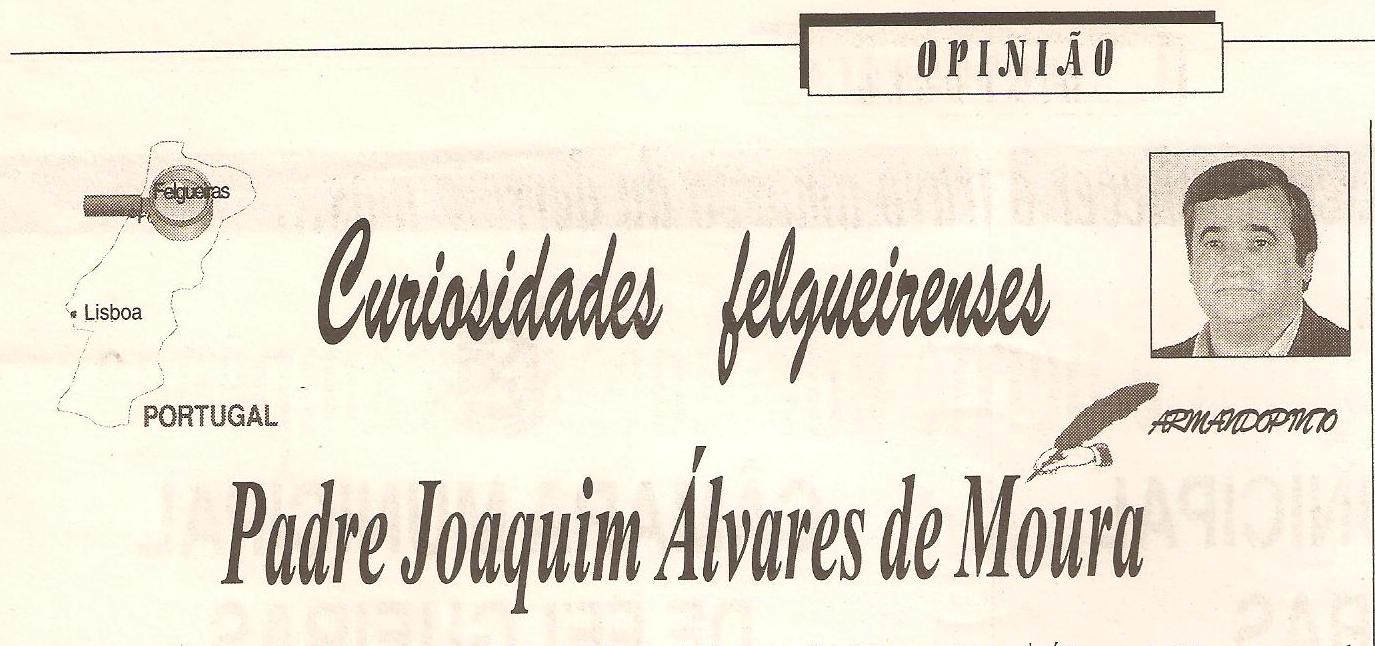 OPINIÃO
Felgueiras
Curiosidades felgueirenses
Lisboa
PORTUGAL
ARMANDO PINTO
Padre Joaquim Álvares de Moura